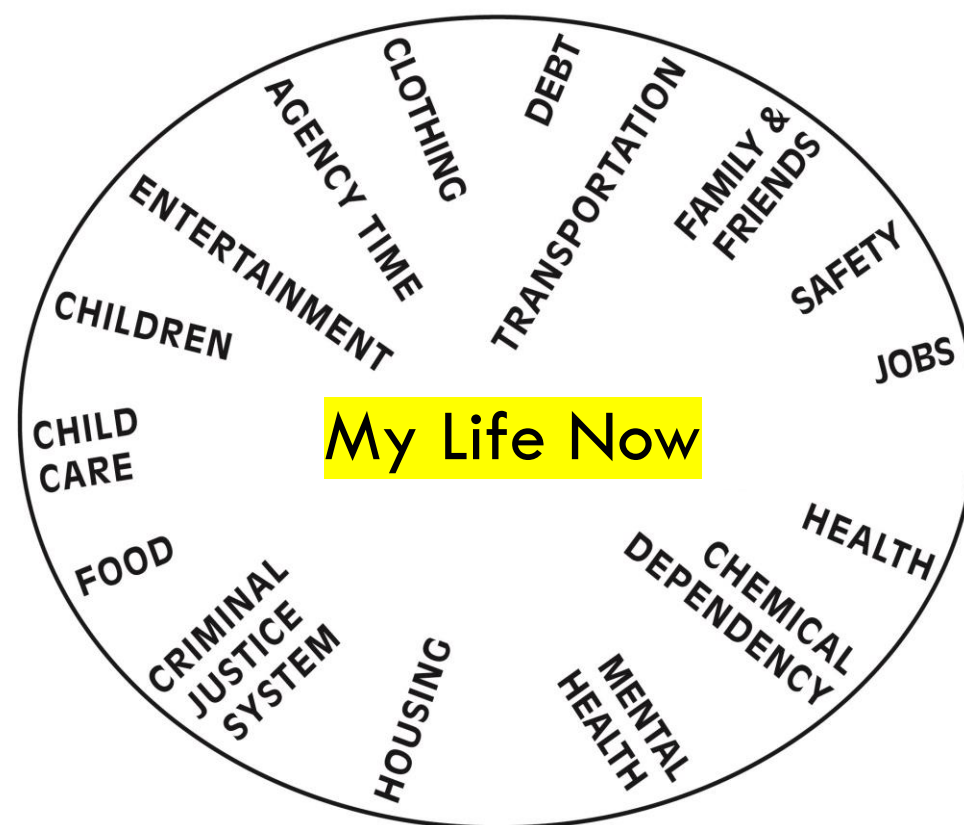 DEBT
TRANSPORTATION
FAMILY &
FRIENDS
SAFETY
JOBS
HEALTH
CHEMICAL
DEPENDENCY
MENTAL
HEALTH
HOUSING
CRIMINAL
JUSTICE
SYSTEM
FOOD
CHILD
CARE
CHILDREN
ENTERTAINMENT
AGENCY TIME
CLOTHING
My Life Now